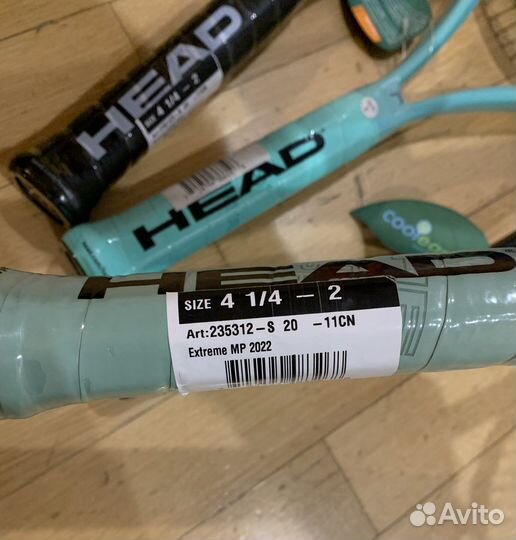 HEAD
SIZE 4 1/4 - 2
HEAD
HEAD
SIZE 4 1/4 - 2
Art:235312-S 20 -11CN
Extreme MP 2022
Avito